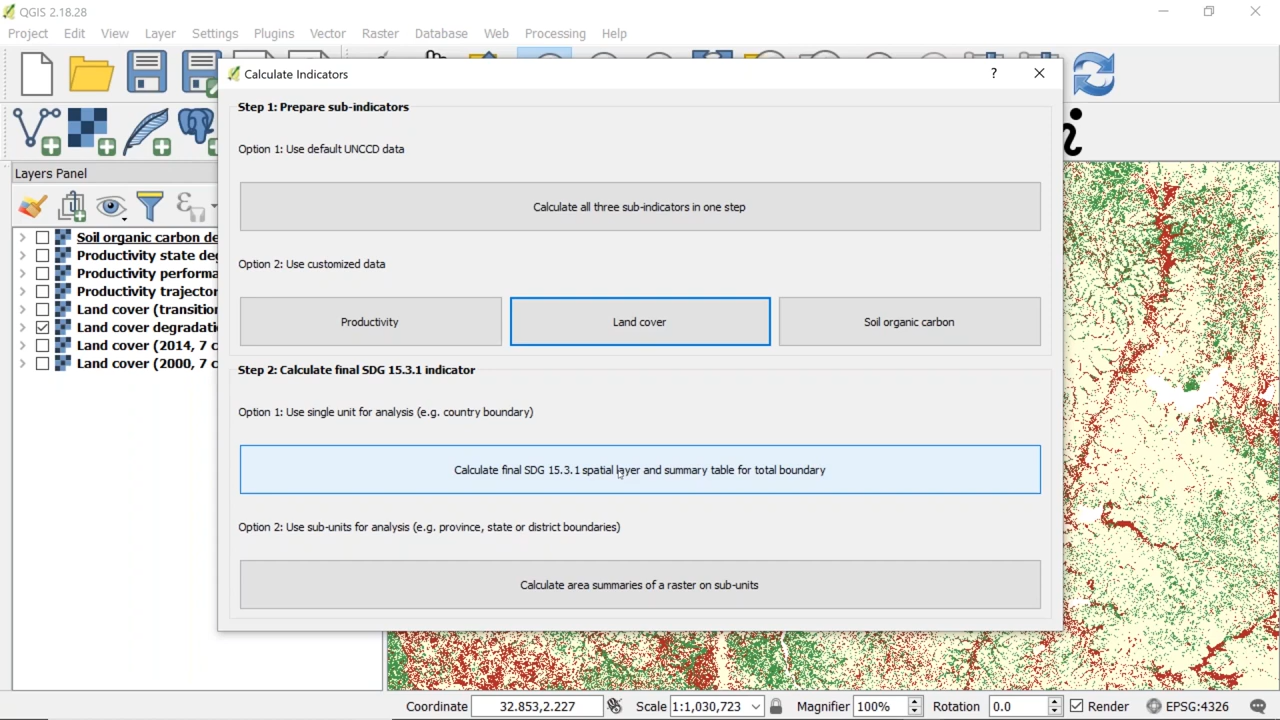 QGIS 2.18.28
Project Edit View Layer Settings Plugins Vector Raster Database Web Processing Help
Calculate Indicators
?
Step 1: Prepare sub-indicators
Option 1: Use default UNCCD data
Layers Panel
Calculate all three sub-indicators in one step
Soil organic carbon de
Productivity state deg
Option 2: Use customized data
Productivity performa
Productivity trajector
Land cover (transition
Productivity Land cover Soil organic carbon
Land cover degradati
Land cover (2014, 7 c
Land cover (2000, 7 c
Step 2: Calculate final SDG 15.3.1 indicator
Option 1: Use single unit for analysis (e.g. country boundary)
Calculate final SDG 15.3.1 spatial layer and summary table for total boundary
Option 2: Use sub-units for analysis (e.g. province, state or district boundaries)
Calculate area summaries of a raster on sub-units
Coordinate 32.853,2.227 Scale 1:1,030,723 Magnifier 100% Rotation 0.0 Render EPSG:4326